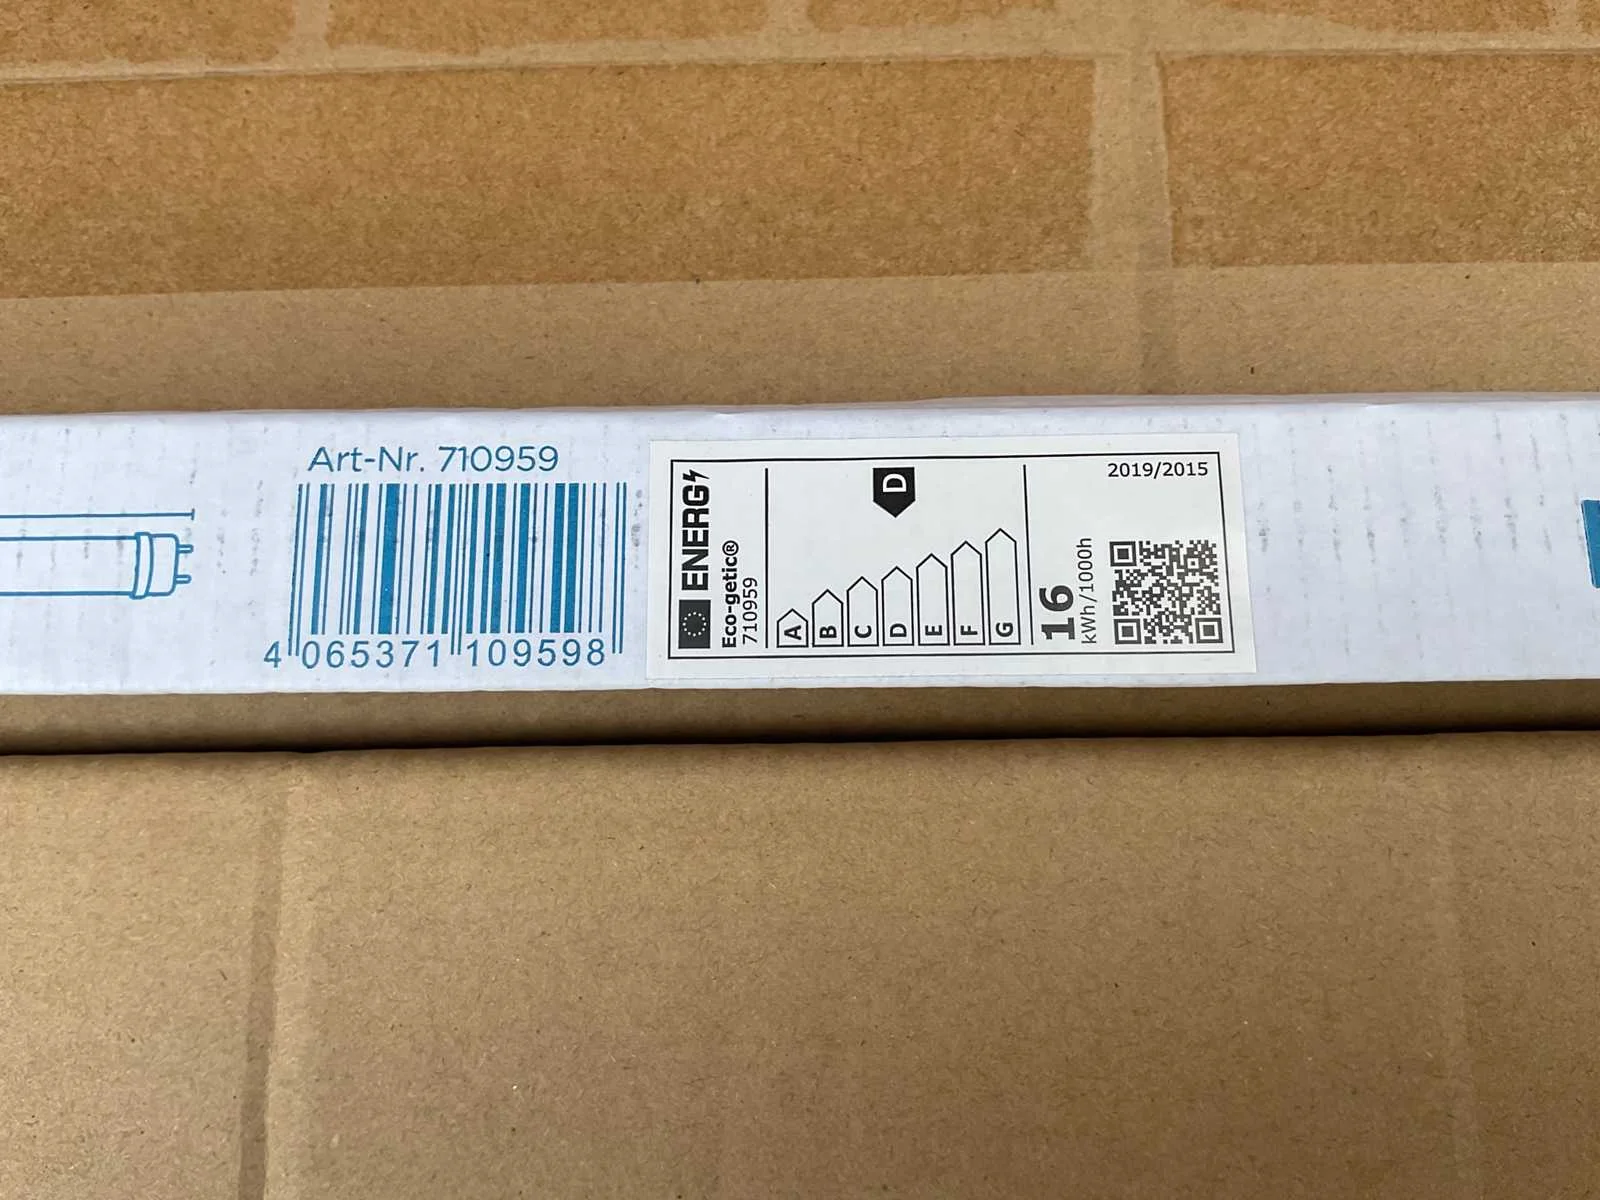 Art-Nr. 710959
4 065371 109598
ENERG
Eco-getic®
710959
D
A
B
C
D
E
F
G
16
kWh/1000h
2019/2015